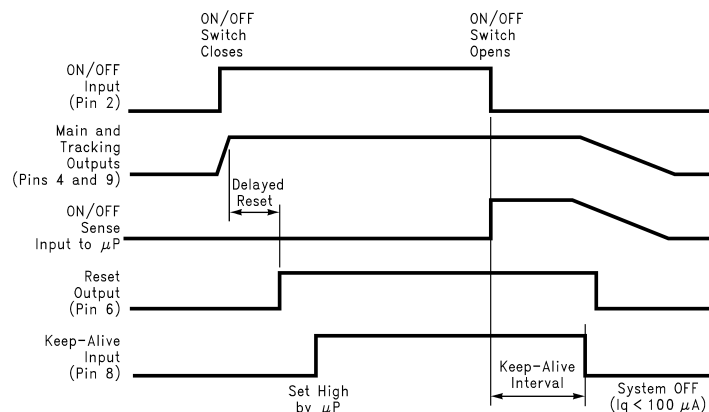 ON/OFF
Switch
Closes
ON/OFF
Switch
Opens
ON/OFF
Input
(Pin 2)
Main and
Tracking
Outputs
(Pins 4 and 9)
Delayed
Reset
ON/OFF
Sense
Input to μP
Reset
Output
(Pin 6)
Keep-Alive
Input
(Pin 8)
Set High
by μP
Keep-Alive
Interval
System OFF
(Iq < 100 μA)